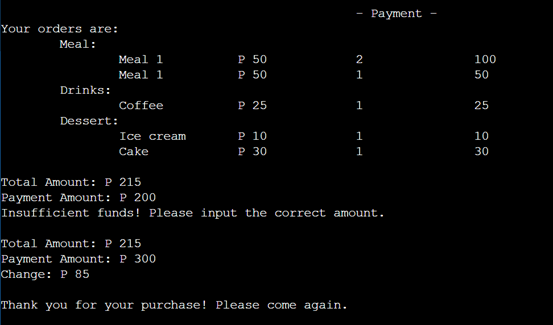 - Payment -
Your orders are:
Meal:
Meal 1 P 50 2 100
Meal 1 P 50 1 50
Drinks:
Coffee P 25 1 25
Dessert:
Ice cream P 10 1 10
Cake P 30 1 30
Total Amount: P 215
Payment Amount: P 200
Insufficient funds! Please input the correct amount.
Total Amount: P 215
Payment Amount: P 300
Change: P 85
Thank you for your purchase! Please come again.